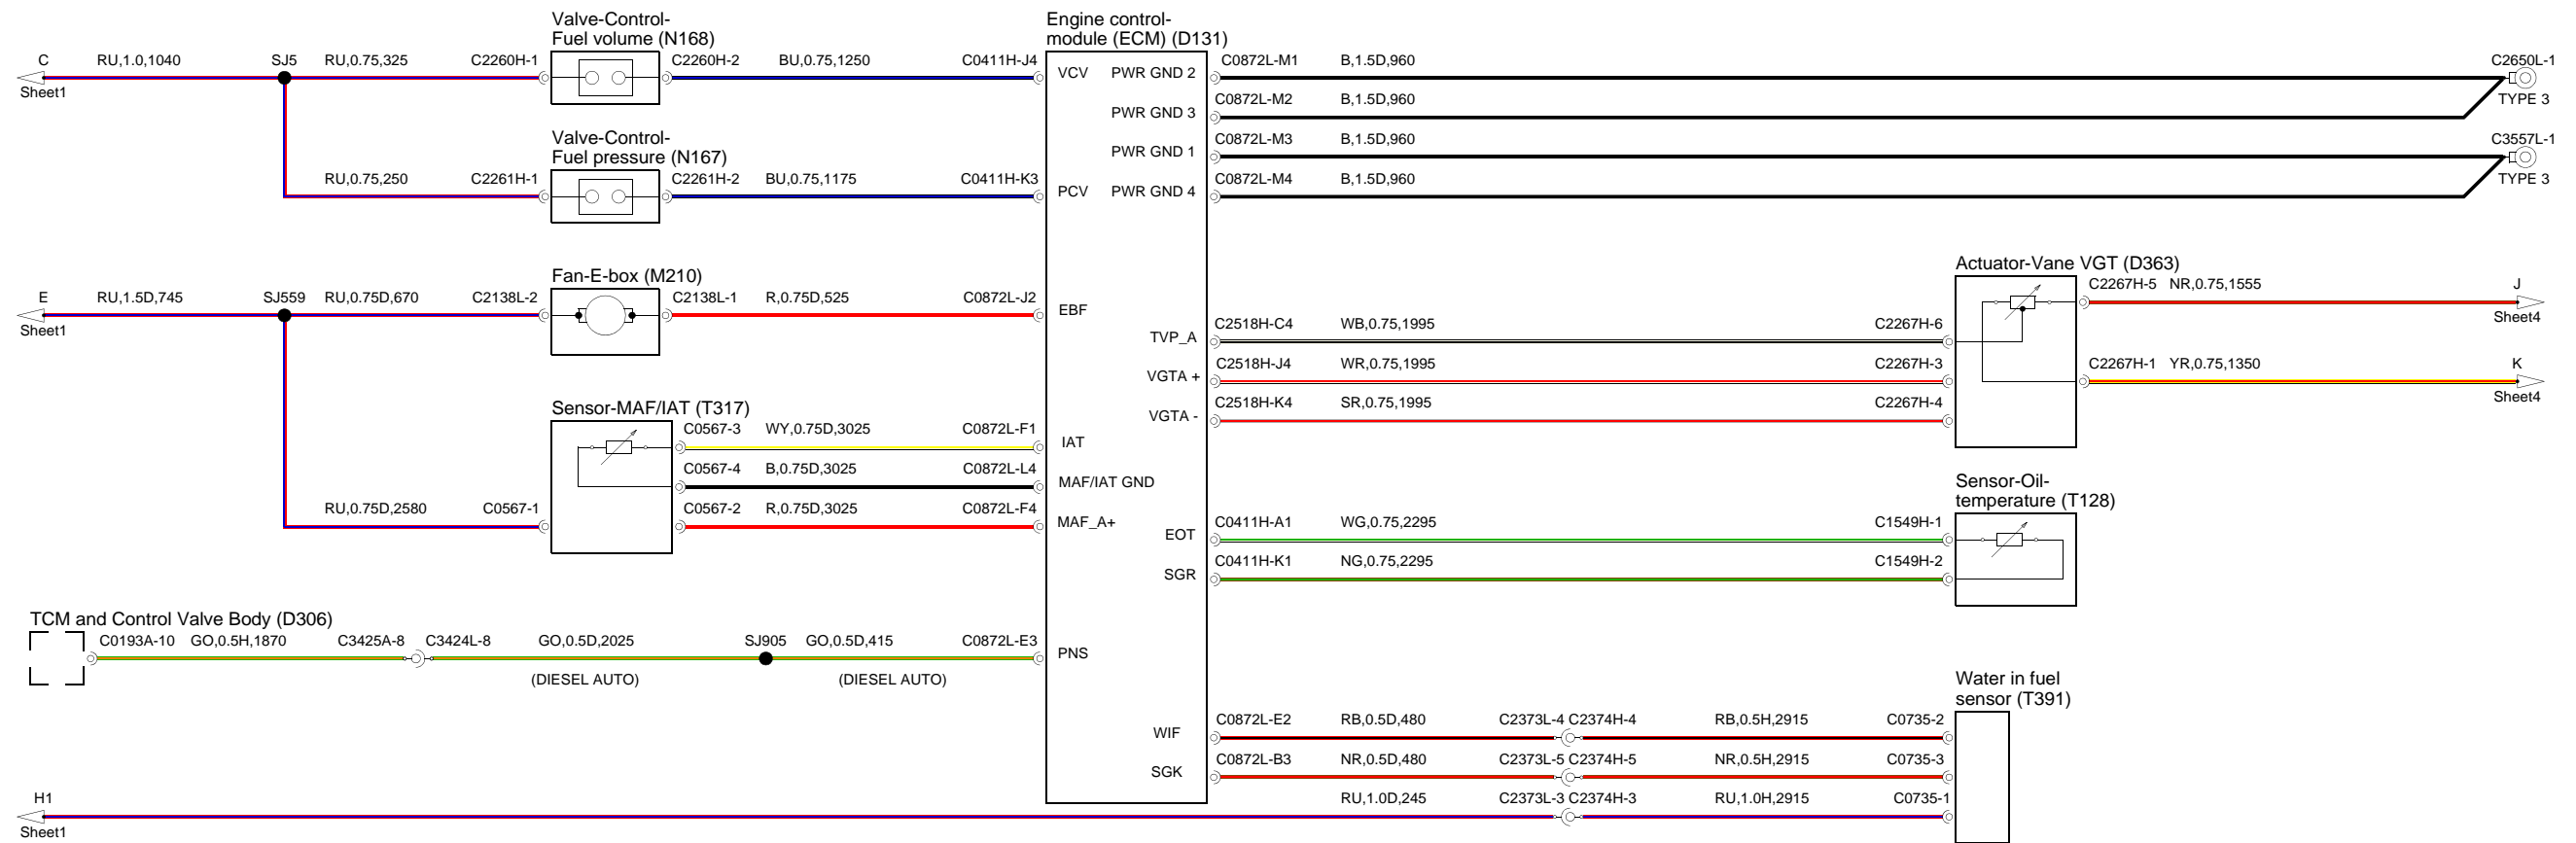 Valve-Control-
Fuel volume (N168)
C
RU,1.0,1040
SJ5
RU,0.75,325
C2260H-1
C2260H-2
BU,0.75,1250
C0411H-J4
Sheet1
Valve-Control-
Fuel pressure (N167)
RU,0.75,250
C2261H-1
C2261H-2
BU,0.75,1175
C0411H-K3
Engine control-
module (ECM) (D131)
VCV
PWR GND 2
PWR GND 3
PWR GND 1
PCV
PWR GND 4
EBF
TVP_A
VGTA +
VGTA -
IAT
MAF/IAT GND
MAF_A+
EOT
SGR
PNS
WIF
SGK
C0872L-M1
B,1.5D,960
C2650L-1
C0872L-M2
B,1.5D,960
TYPE 3
C0872L-M3
B,1.5D,960
C3557L-1
C0872L-M4
B,1.5D,960
TYPE 3
Fan-E-box (M210)
E
RU,1.5D,745
SJ559
RU,0.75D,670
C2138L-2
C2138L-1
R,0.75D,525
C0872L-J2
Sheet1
Actuator-Vane VGT (D363)
C2267H-5
NR,0.75,1555
J
Sheet4
C2518H-C4
WB,0.75,1995
C2267H-6
C2518H-J4
WR,0.75,1995
C2267H-3
C2267H-1
YR,0.75,1350
K
Sheet4
C2518H-K4
SR,0.75,1995
C2267H-4
Sensor-MAF/IAT (T317)
C0567-3
WY,0.75D,3025
C0872L-F1
C0567-4
B,0.75D,3025
C0872L-L4
RU,0.75D,2580
C0567-1
C0567-2
R,0.75D,3025
C0872L-F4
Sensor-Oil-
temperature (T128)
C0411H-A1
WG,0.75,2295
C1549H-1
C0411H-K1
NG,0.75,2295
C1549H-2
TCM and Control Valve Body (D306)
C0193A-10
GO,0.5H,1870
C3425A-8
C3424L-8
GO,0.5D,2025
SJ905
GO,0.5D,415
C0872L-E3
(DIESEL AUTO)
(DIESEL AUTO)
Water in fuel
sensor (T391)
C0872L-E2
RB,0.5D,480
C2373L-4
C2374H-4
RB,0.5H,2915
C0735-2
C0872L-B3
NR,0.5D,480
C2373L-5
C2374H-5
NR,0.5H,2915
C0735-3
H1
RU,1.0D,245
C2373L-3
C2374H-3
RU,1.0H,2915
C0735-1
Sheet1